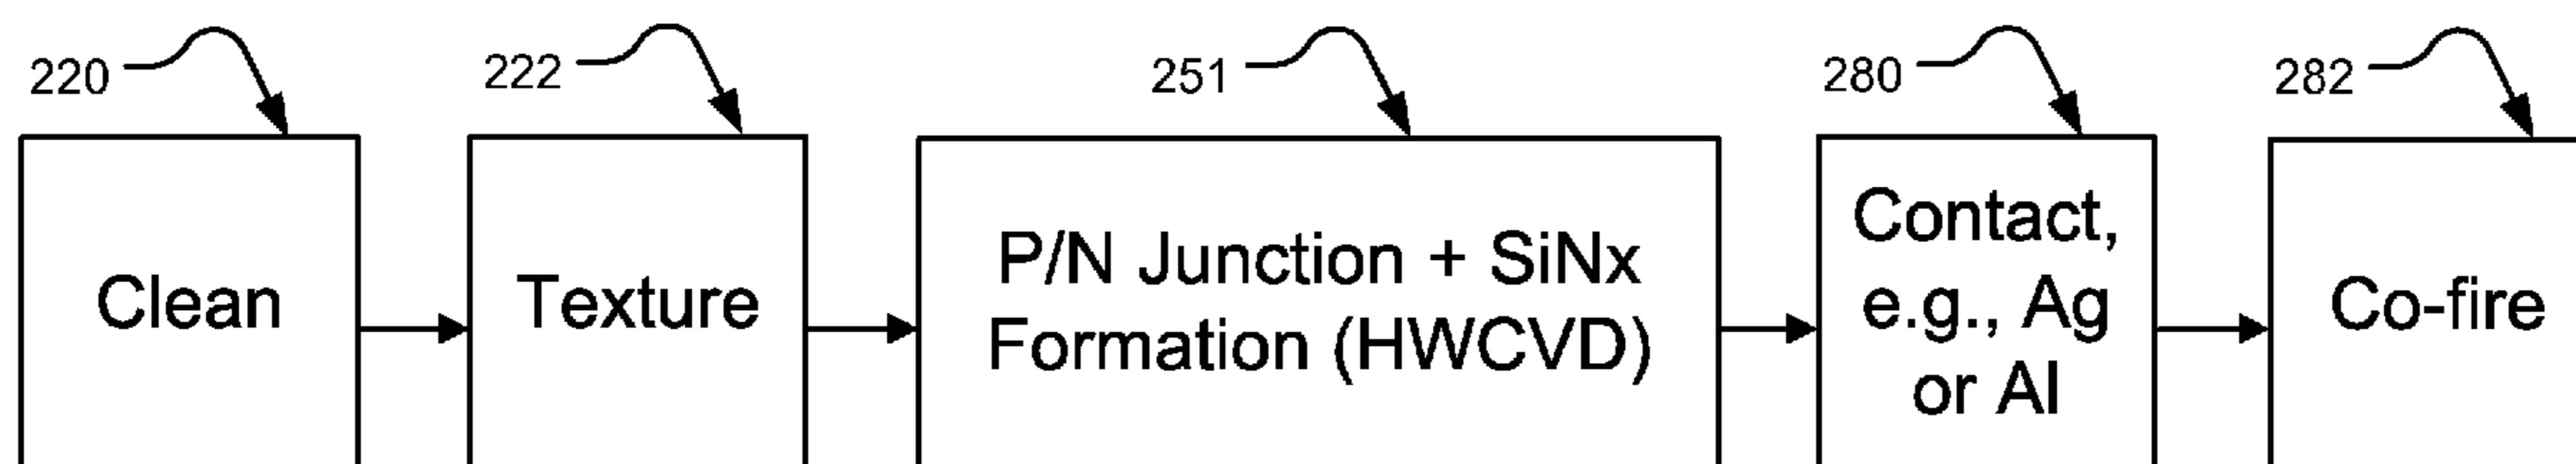 220
222
251
280
282
Clean
Texture
P/N Junction + SiNx
Formation (HWCVD)
Contact,
e.g., Ag
or Al
Co-fire